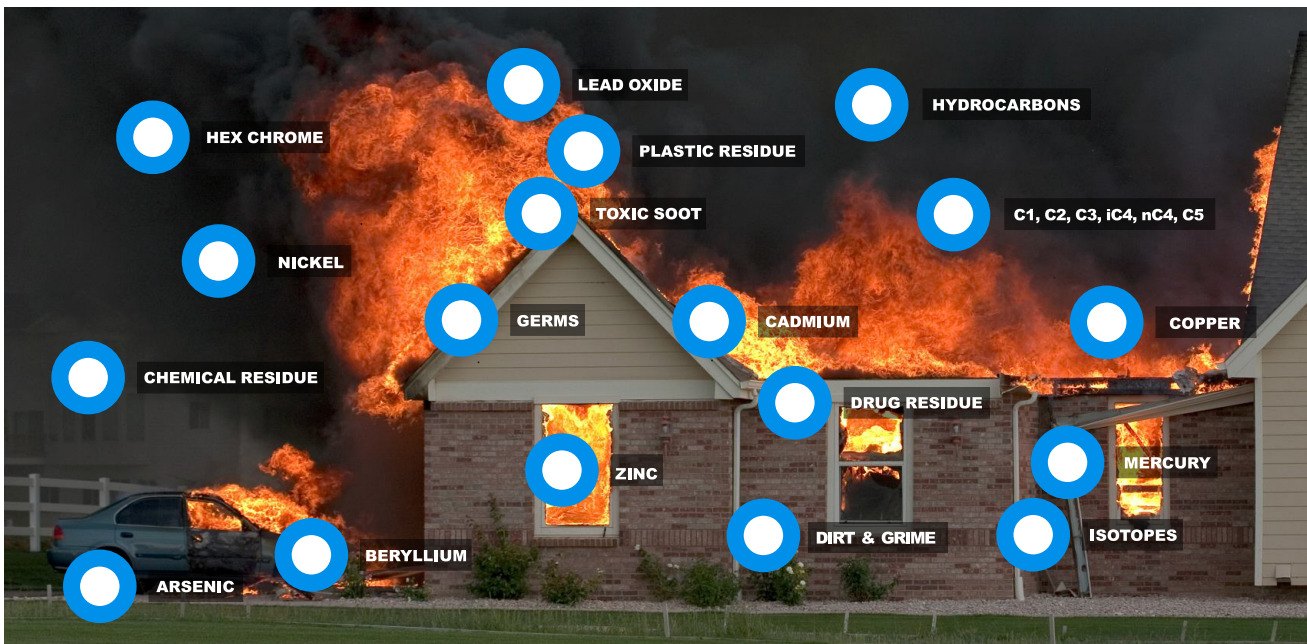 LEAD OXIDE
HYDROCARBONS
HEX CHROME
PLASTIC RESIDUE
TOXIC SOOT
C1, C2, C3, iC4, nC4, C5
NICKEL
GERMS
CADMIUM
COPPER
CHEMICAL RESIDUE
DRUG RESIDUE
ZINC
MERCURY
DIRT & GRIME
ISOTOPES
BERYLLIUM
ARSENIC